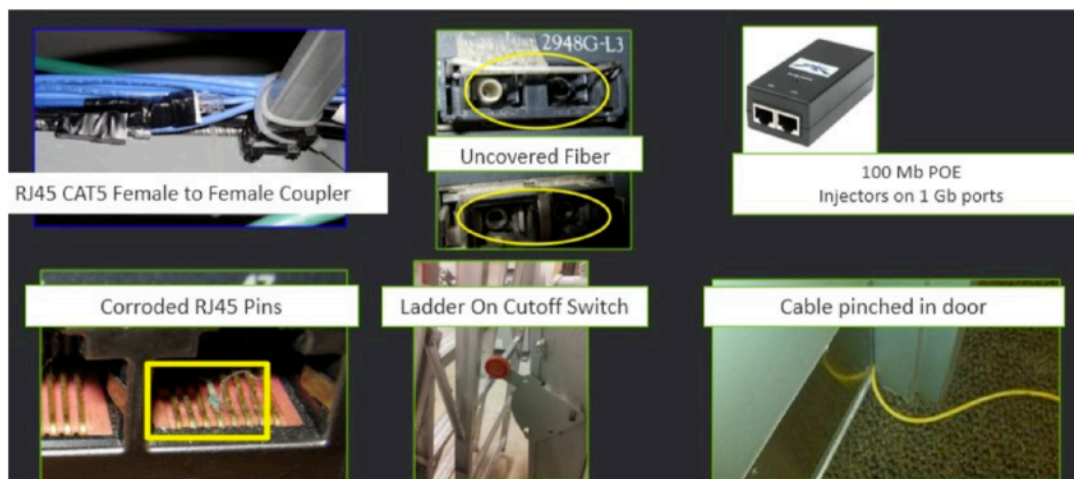 2948G-L3
Uncovered Fiber
RJ45 CAT5 Female to Female Coupler
100 Mb POE
Injectors on 1 Gb ports
Corroded RJ45 Pins
Ladder On Cutoff Switch
Cable pinched in door